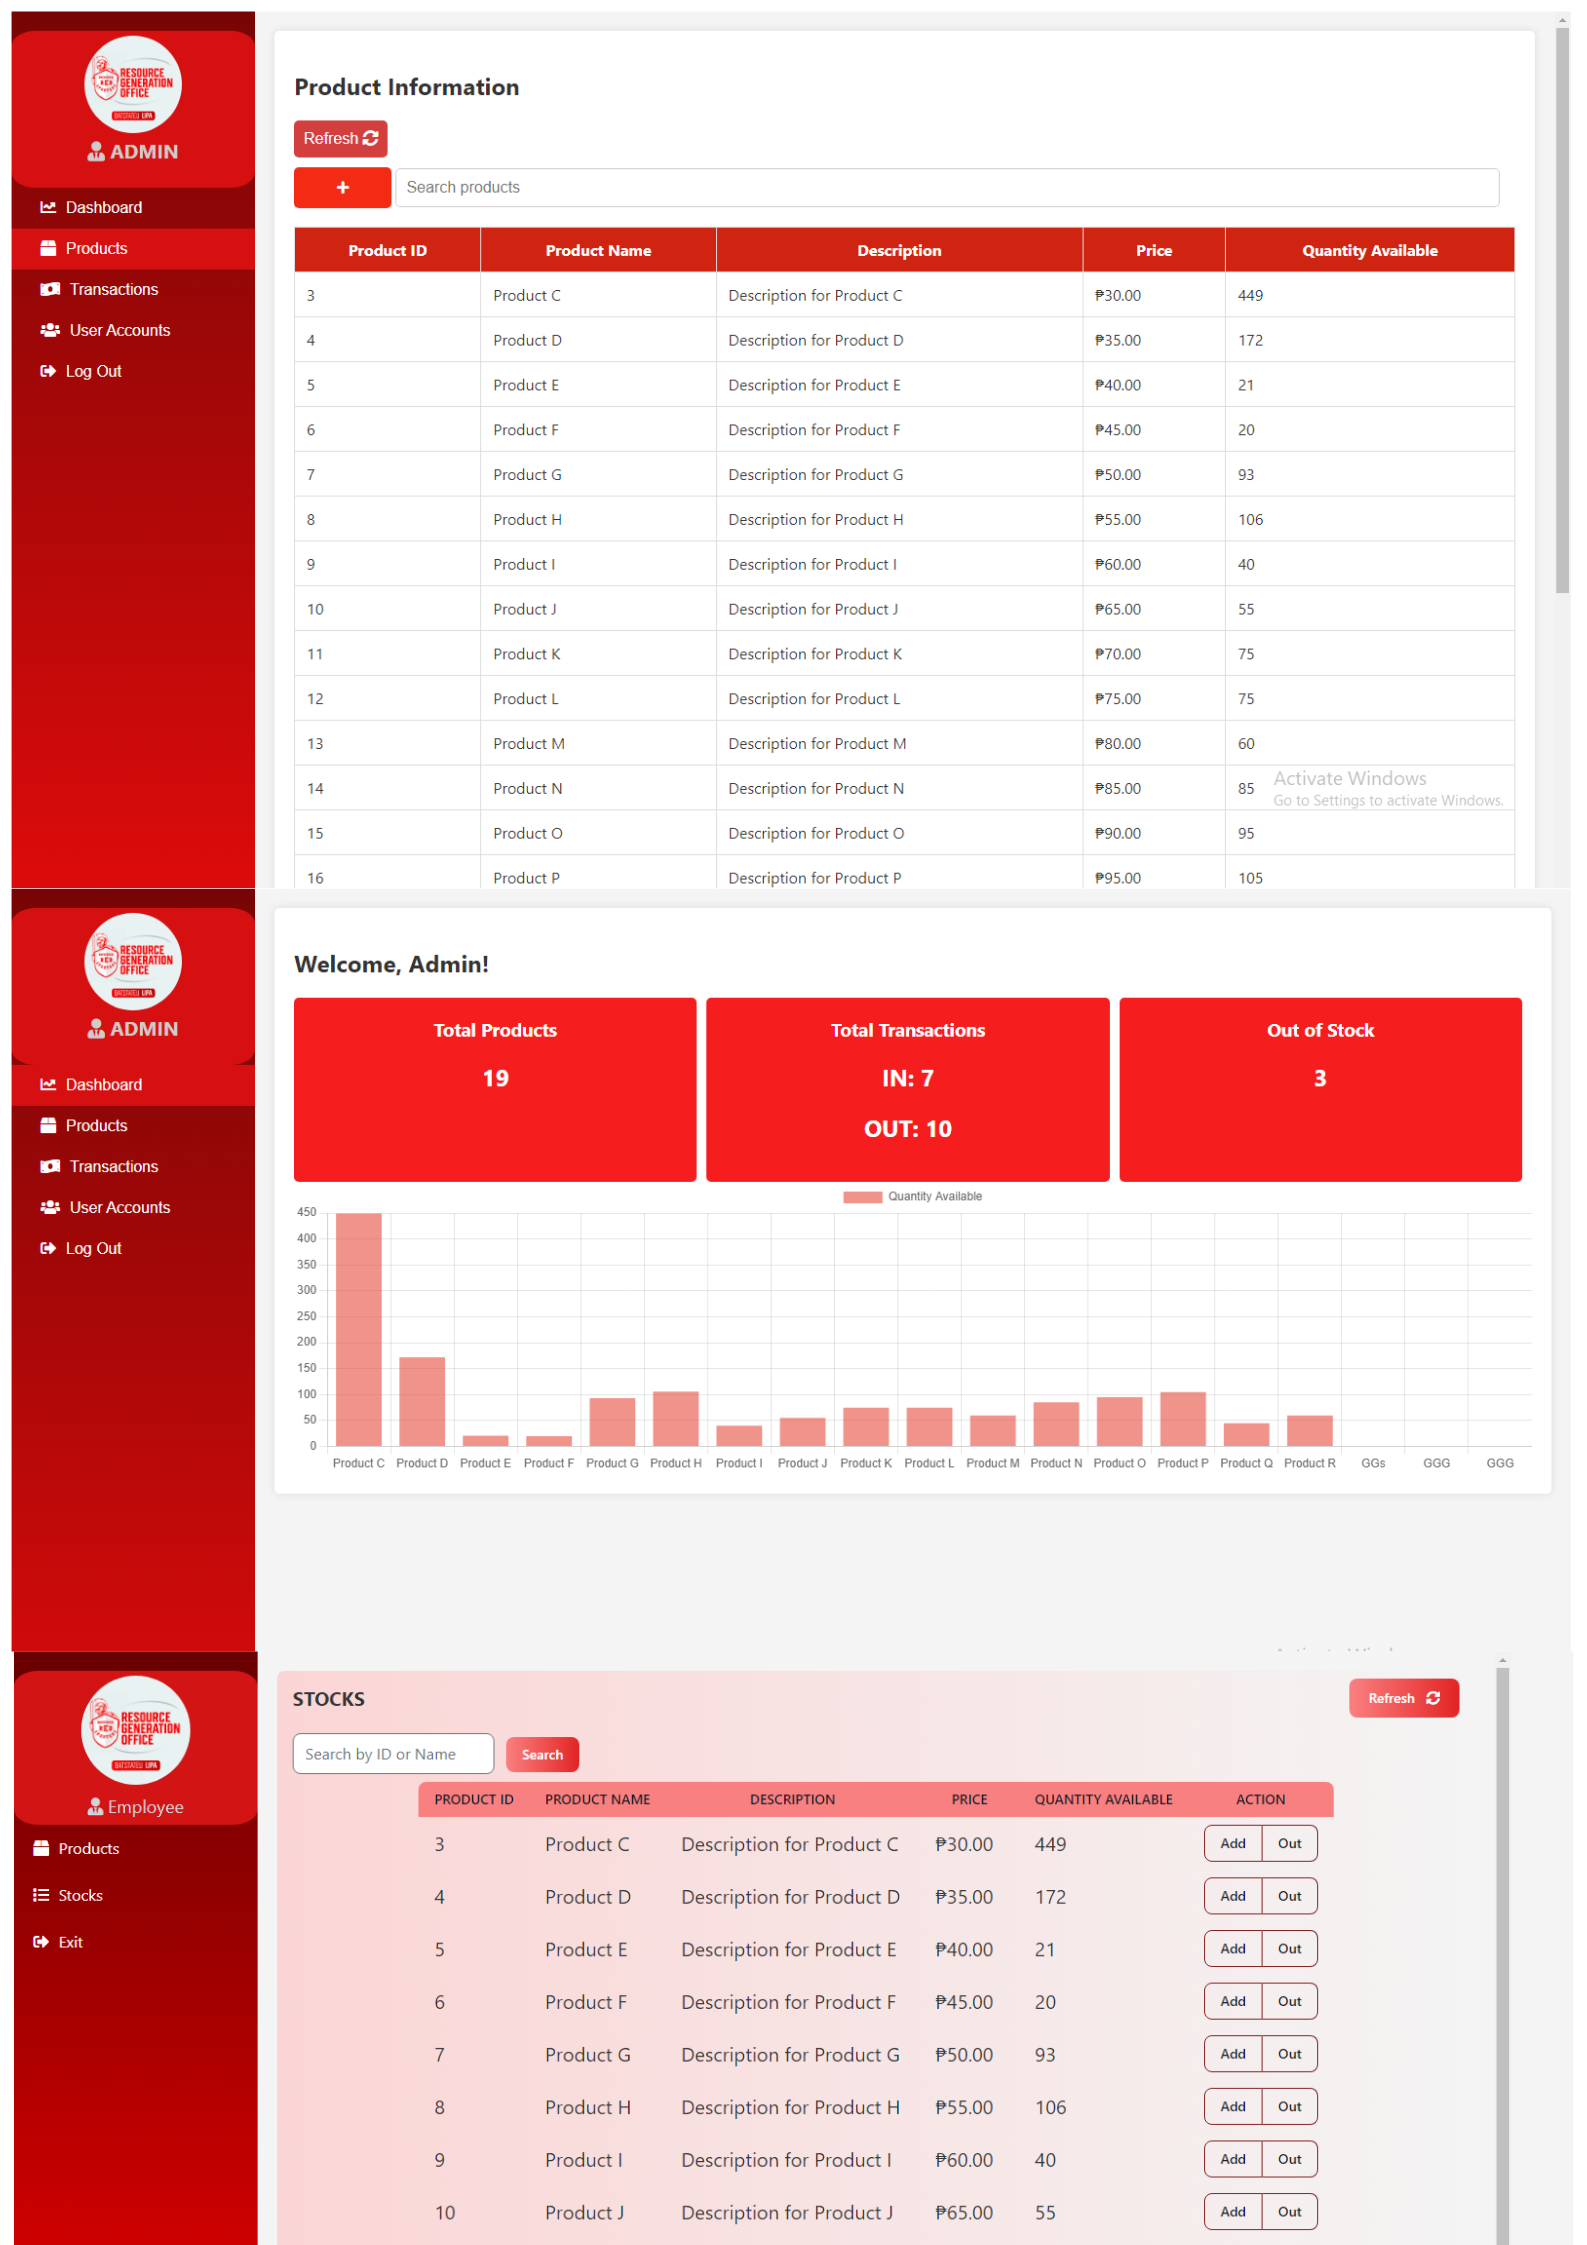 RESOURCE
GENERATION
OFFICE
BATSTATEU LIPA
ADMIN
Dashboard
Products
Transactions
User Accounts
Log Out
Product Information
Refresh
+
Search products
Product ID Product Name Description Price Quantity Available
3 Product C Description for Product C ₱30.00 449
4 Product D Description for Product D ₱35.00 172
5 Product E Description for Product E ₱40.00 21
6 Product F Description for Product F ₱45.00 20
7 Product G Description for Product G ₱50.00 93
8 Product H Description for Product H ₱55.00 106
9 Product I Description for Product I ₱60.00 40
10 Product J Description for Product J ₱65.00 55
11 Product K Description for Product K ₱70.00 75
12 Product L Description for Product L ₱75.00 75
13 Product M Description for Product M ₱80.00 60
14 Product N Description for Product N ₱85.00 85
Activate Windows
Go to Settings to activate Windows.
15 Product O Description for Product O ₱90.00 95
16 Product P Description for Product P ₱95.00 105
RESOURCE
GENERATION
OFFICE
BATSTATEU LIPA
ADMIN
Dashboard
Products
Transactions
User Accounts
Log Out
Welcome, Admin!
Total Products
19
Total Transactions
IN: 7
OUT: 10
Out of Stock
3
Quantity Available
450
400
350
300
250
200
150
100
50
0
Product C Product D Product E Product F Product G Product H Product I Product J Product K Product L Product M Product N Product O Product P Product Q Product R GGs GGG GGG
RESOURCE
GENERATION
OFFICE
BATSTATEU LIPA
Employee
Products
Stocks
Exit
STOCKS
Refresh
Search by ID or Name Search
PRODUCT ID PRODUCT NAME DESCRIPTION PRICE QUANTITY AVAILABLE ACTION
3 Product C Description for Product C ₱30.00 449 Add Out
4 Product D Description for Product D ₱35.00 172 Add Out
5 Product E Description for Product E ₱40.00 21 Add Out
6 Product F Description for Product F ₱45.00 20 Add Out
7 Product G Description for Product G ₱50.00 93 Add Out
8 Product H Description for Product H ₱55.00 106 Add Out
9 Product I Description for Product I ₱60.00 40 Add Out
10 Product J Description for Product J ₱65.00 55 Add Out